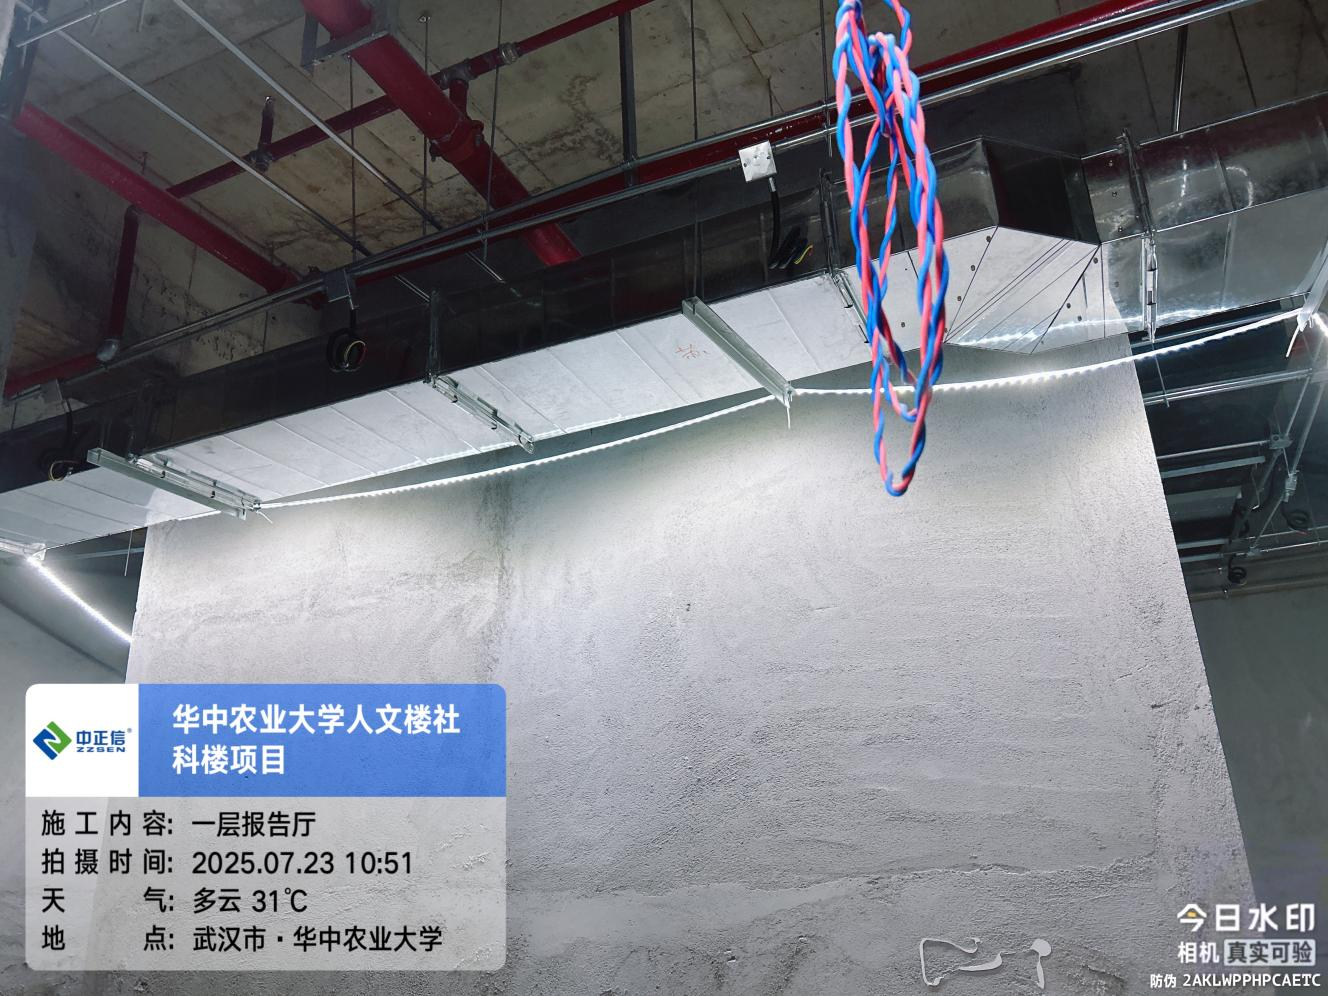 中正信®
ZZSEN
华中农业大学人文楼社
科楼项目
施工内容: 一层报告厅
拍摄时间: 2025.07.23 10:51
天气: 多云 31℃
地点: 武汉市·华中农业大学
今日水印
相机 真实可验
防伪 2AKLWPPHPCAETC